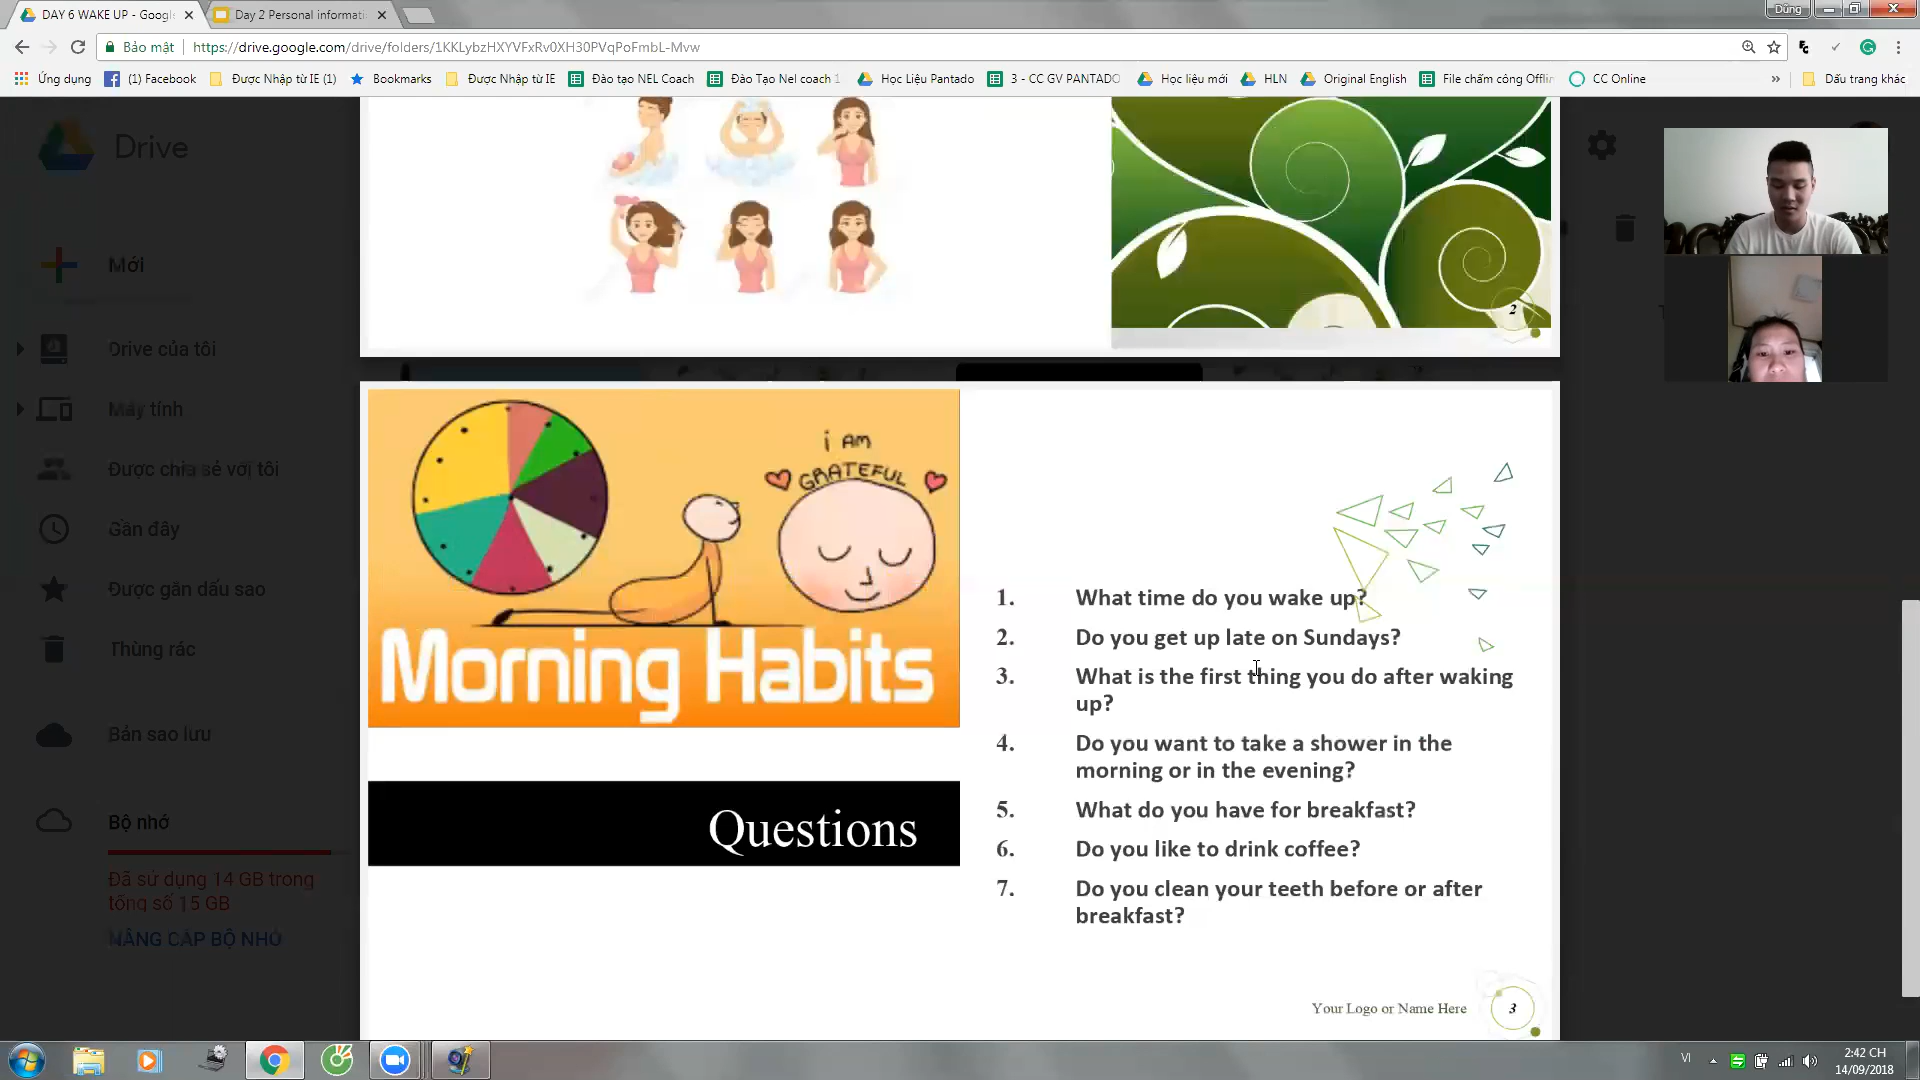 DAY 6 WAKE UP - Googl
Day 2 Personal informati
Dũng
Bảo mật
https://drive.google.com/drive/folders/1KKLybzHXYVFxRv0XH30PVqPoFmbL-Mvw
Ứng dụng
(1) Facebook
Được Nhập từ IE (1)
Bookmarks
Được Nhập từ IE
Đào tạo NEL Coach
Đào Tạo Nel coach 1
Học Liệu Pantado
3 - CC GV PANTADO
Học liệu mới
HLN
Original English
File chấm công Offlin
CC Online
»
Dấu trang khác
Drive
Mới
Drive của tôi
Máy tính
Được chia sẻ với tôi
Gần đây
Được gắn dấu sao
Thùng rác
Bản sao lưu
Bộ nhớ
Đã sử dụng 14 GB trong
tổng số 15 GB
NÂNG CẤP BỘ NHỚ
2
i AM
GRATEFUL
Morning Habits
Questions
1. What time do you wake up?
2. Do you get up late on Sundays?
3. What is the first thing you do after waking
up?
4. Do you want to take a shower in the
morning or in the evening?
5. What do you have for breakfast?
6. Do you like to drink coffee?
7. Do you clean your teeth before or after
breakfast?
Your Logo or Name Here
3
VI
2:42 CH
14/09/2018